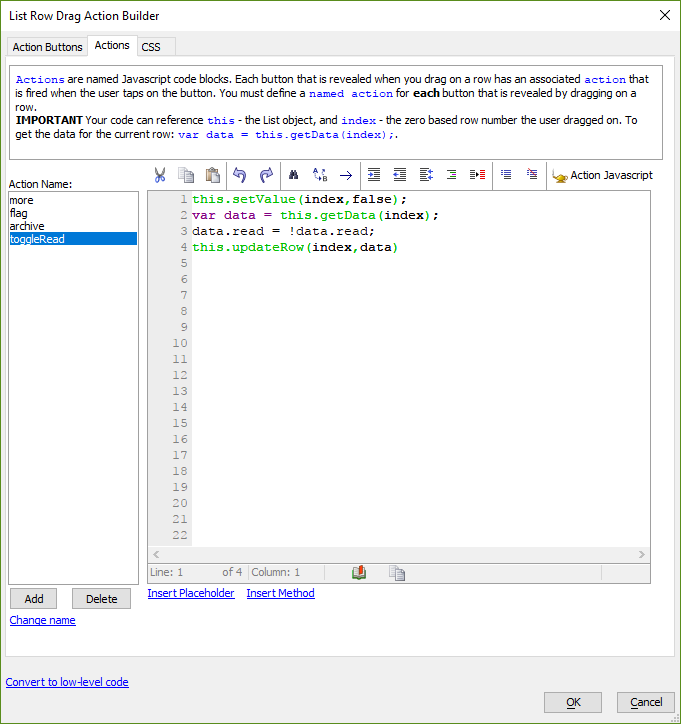 List Row Drag Action Builder
Action Buttons Actions CSS
Actions are named Javascript code blocks. Each button that is revealed when you drag on a row has an associated action that
is fired when the user taps on the button. You must define a named action for each button that is revealed by dragging on a
row.
IMPORTANT Your code can reference this - the List object, and index - the zero based row number the user dragged on. To
get the data for the current row: var data = this.getData(index);.
Action Javascript
Action Name:
more
flag
archive
toggleRead
1 this.setValue(index,false);
2 var data = this.getData(index);
3 data.read = !data.read;
4 this.updateRow(index,data)
5
6
7
8
9
10
11
12
13
14
15
16
17
18
19
20
21
22
Line: 1 of 4 Column: 1
Add Delete
Insert Placeholder Insert Method
Change name
Convert to low-level code
OK Cancel